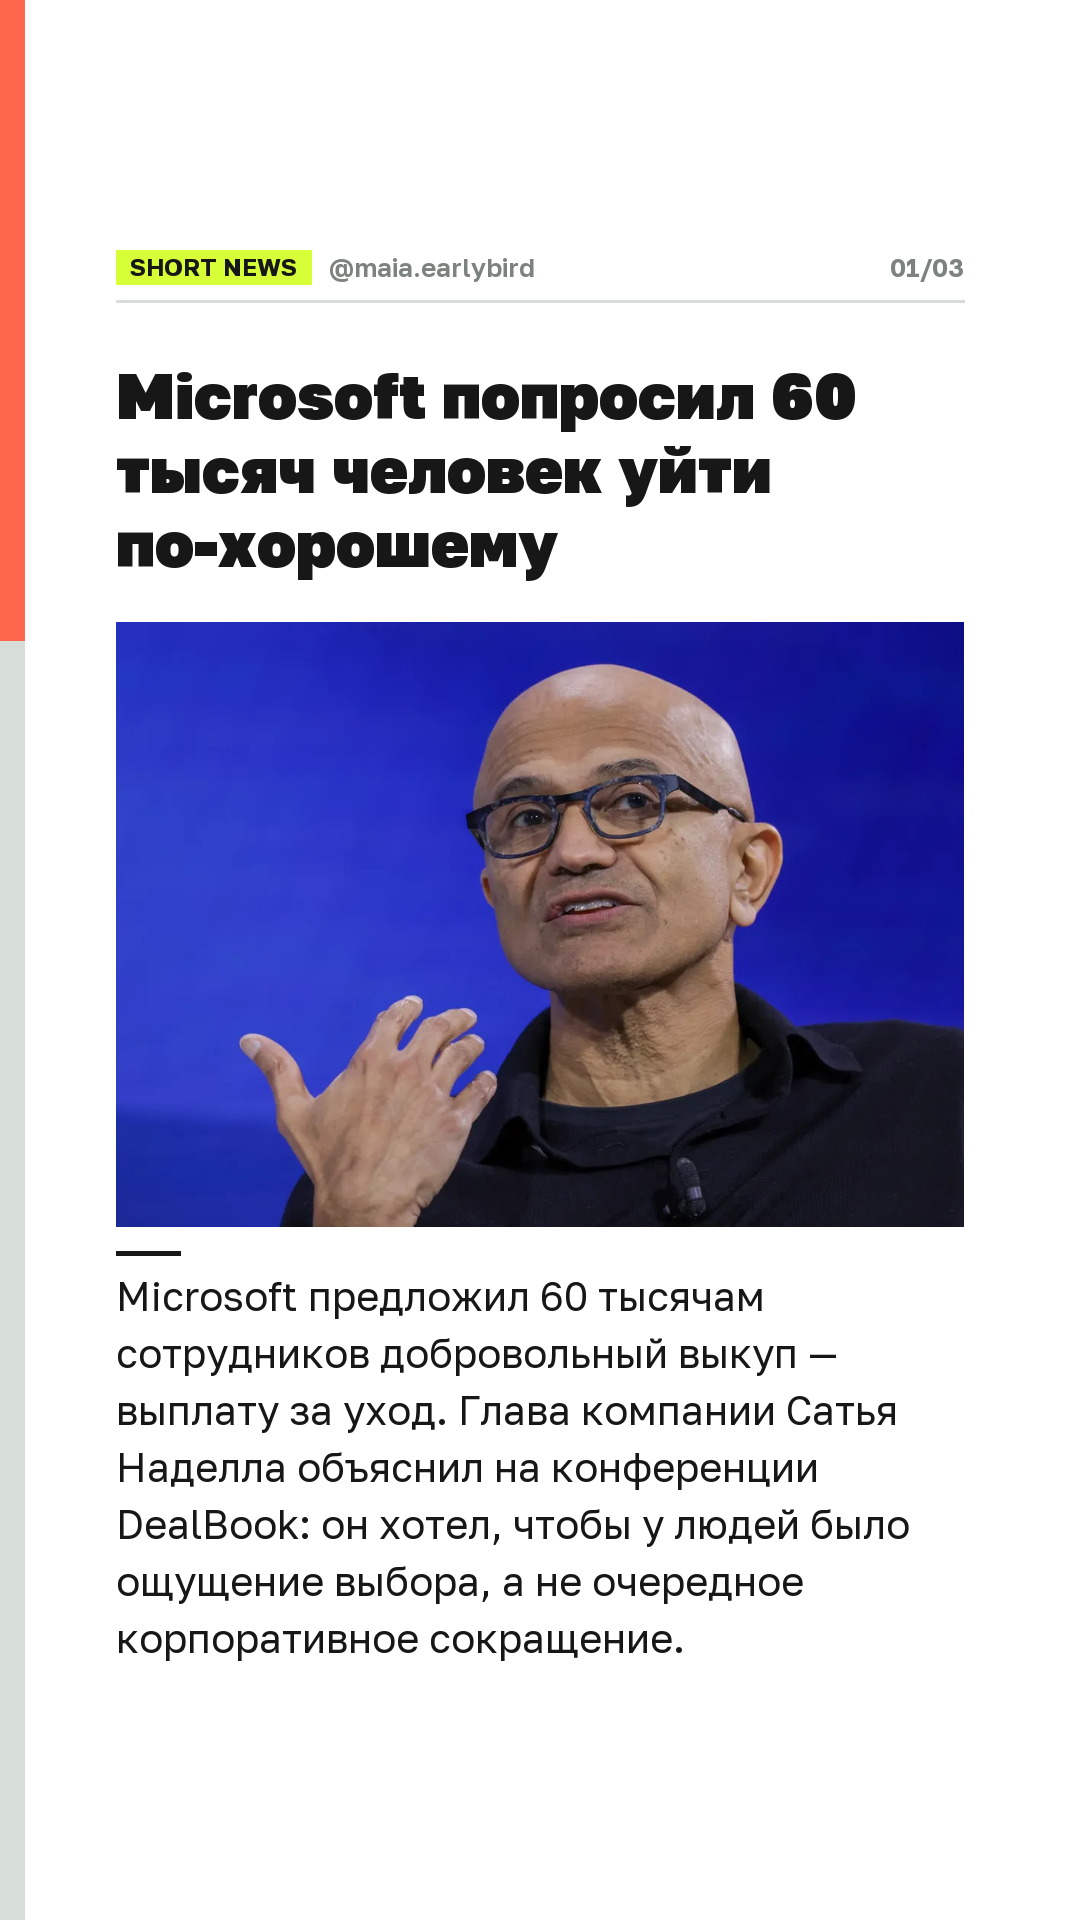 SHORT NEWS @maia.earlybird 01/03
Microsoft попросил 60
тысяч человек уйти
по-хорошему
Microsoft предложил 60 тысячам
сотрудников добровольный выкуп —
выплату за уход. Глава компании Сатья
Наделла объяснил на конференции
DealBook: он хотел, чтобы у людей было
ощущение выбора, а не очередное
корпоративное сокращение.